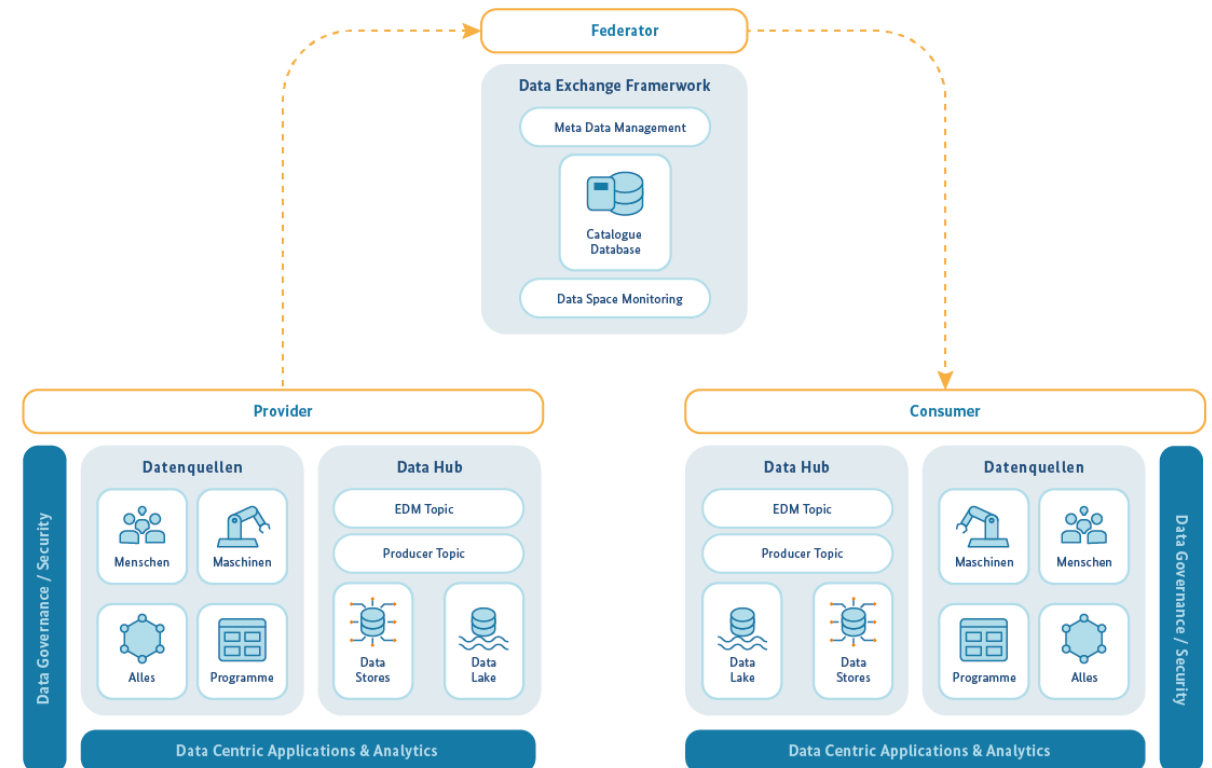 Federator
Data Exchange Framerwork
Meta Data Management
Catalogue
Database
Data Space Monitoring
Provider
Data Governance / Security
Datenquellen
Menschen
Maschinen
Alles
Programme
Data Hub
EDM Topic
Producer Topic
Data
Stores
Data
Lake
Data Centric Applications & Analytics
Consumer
Data Hub
EDM Topic
Producer Topic
Data
Lake
Data
Stores
Datenquellen
Maschinen
Menschen
Programme
Alles
Data Governance / Security
Data Centric Applications & Analytics